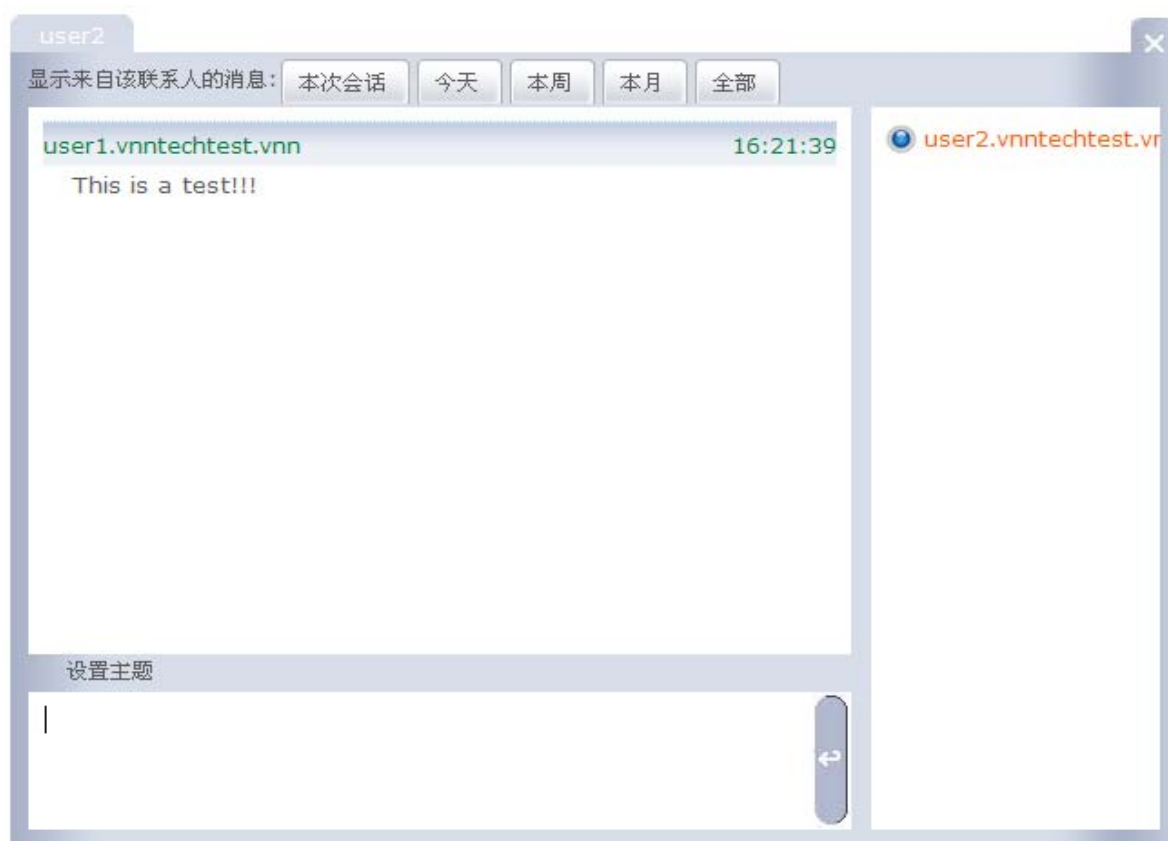 user2
显示来自该联系人的消息: 本次会话 今天 本周 本月 全部
user1.vnntechtest.vnn 16:21:39
This is a test!!!
user2.vnntechtest.vr
设置主题